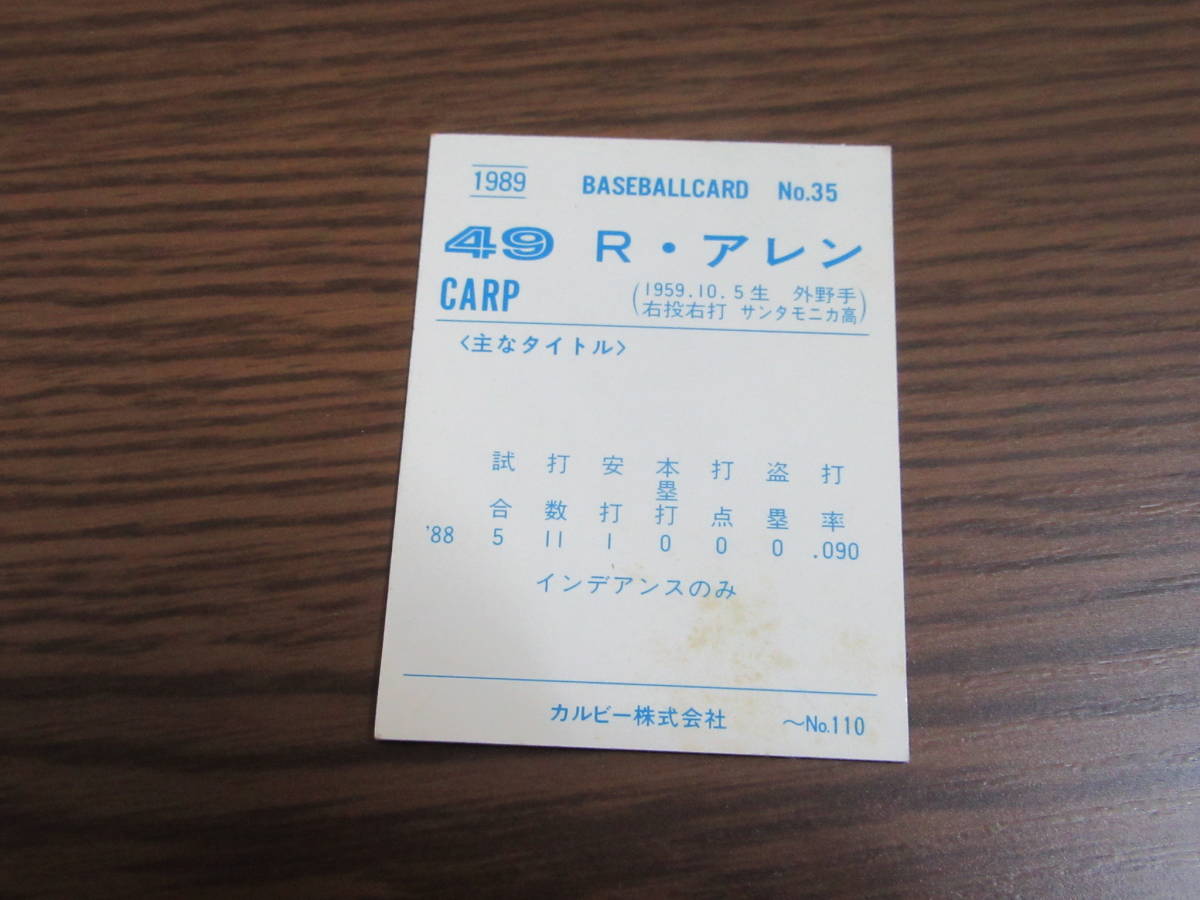 1989 BASEBALLCARD No.35
49 R・アレン
CARP
(1959.10.5生 外野手
右投右打 サンタモニカ高)
〈主なタイトル〉
試合 打数 安打 本塁打 打点 盗塁 打率
'88 5 11 1 0 0 0 .090
インデアンスのみ
カルビー株式会社 〜No.110